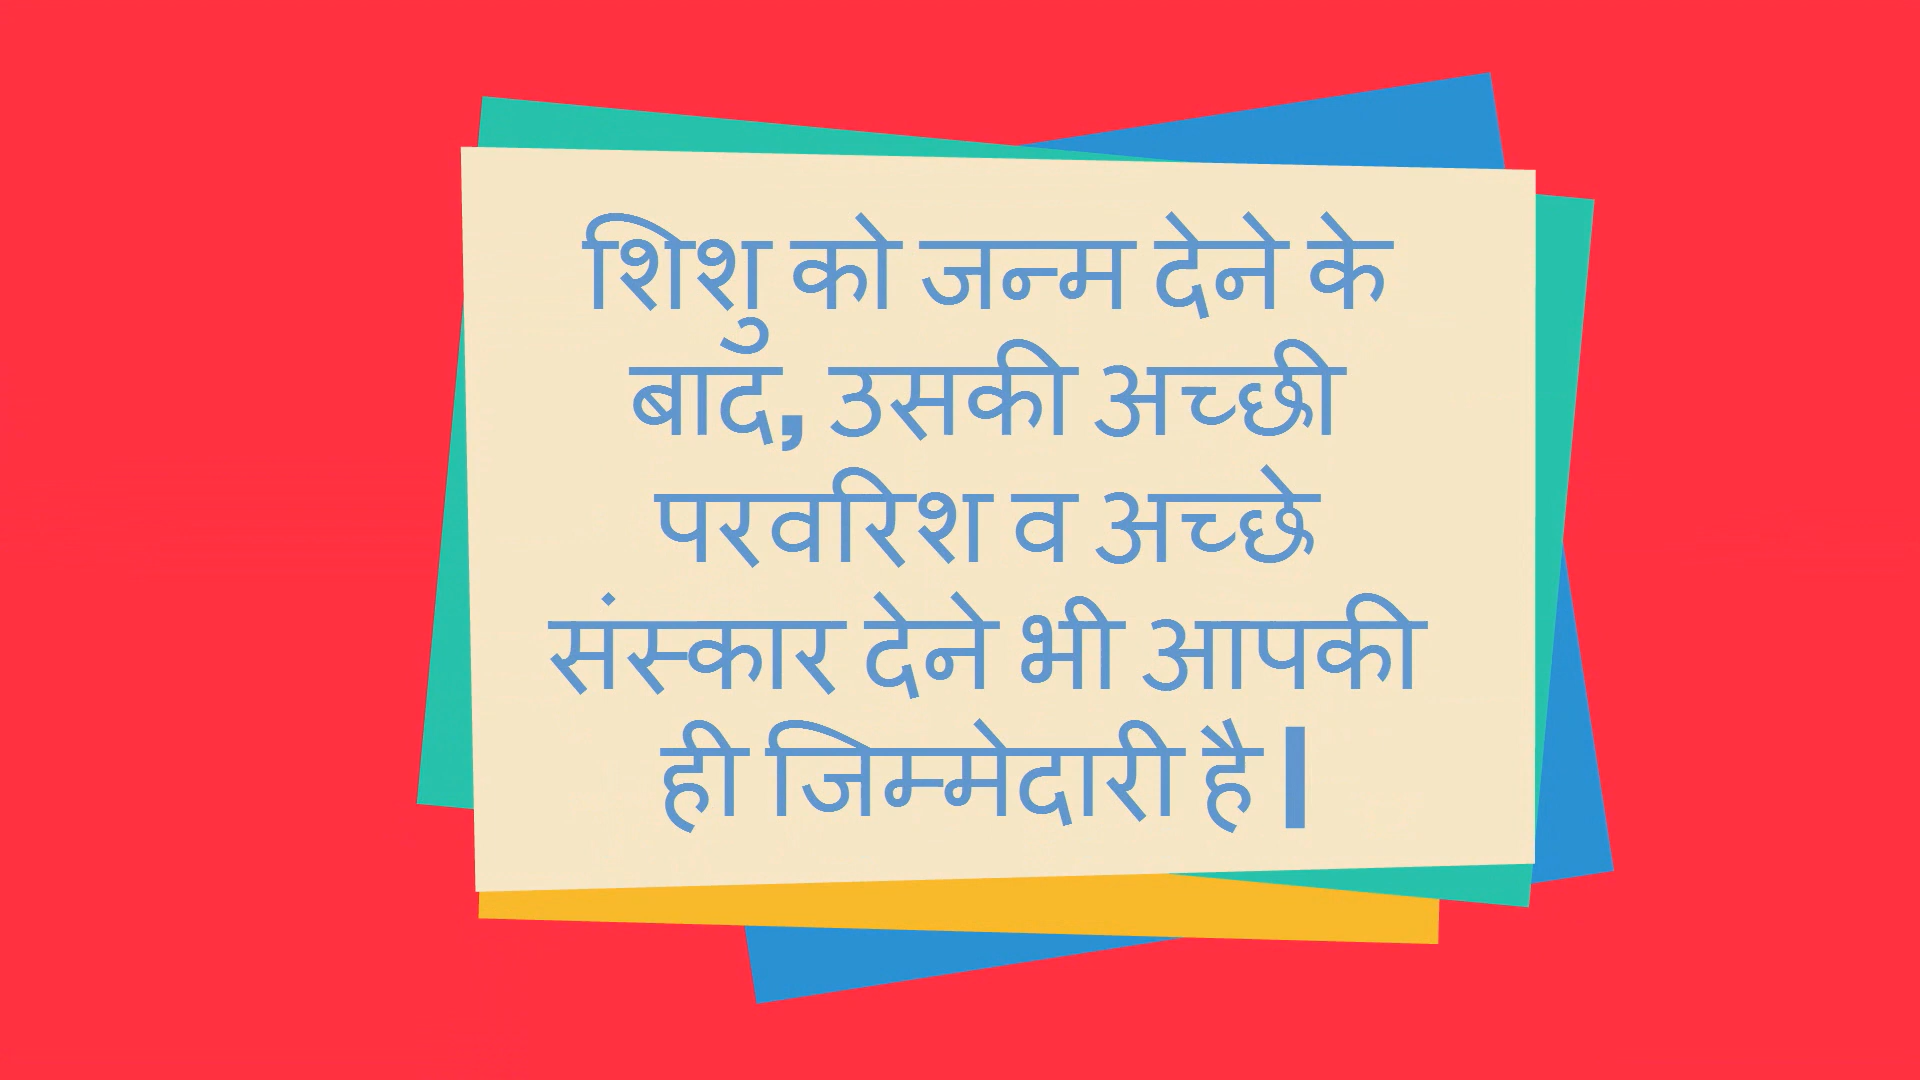 शिशु को जन्म देने के
बाद, उसकी अच्छी
परवरिश व अच्छे
संस्कार देने भी आपकी
ही जिम्मेदारी है |